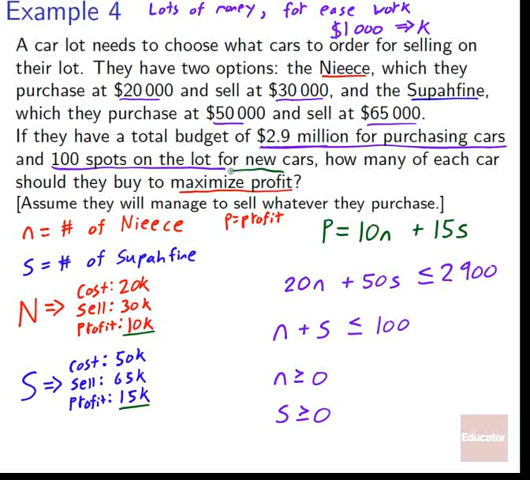 Example 4 Lots of money, for ease work
$1000 ⇒ K
A car lot needs to choose what cars to order for selling on
their lot. They have two options: the Nieece, which they
purchase at $20 000 and sell at $30 000, and the Supahfine,
which they purchase at $50 000 and sell at $65 000.
If they have a total budget of $2.9 million for purchasing cars
and 100 spots on the lot for new cars, how many of each car
should they buy to maximize profit?
[Assume they will manage to sell whatever they purchase.]
n = # of Nieece P=profit P = 10n + 15s
S = # of Supahfine
20n + 50s ≤ 2900
N ⇒ Cost: 20k
Sell: 30k
Profit: 10k
n + s ≤ 100
S ⇒ Cost: 50k
Sell: 65k
Profit: 15k
n ≥ 0
S ≥ 0
Educator